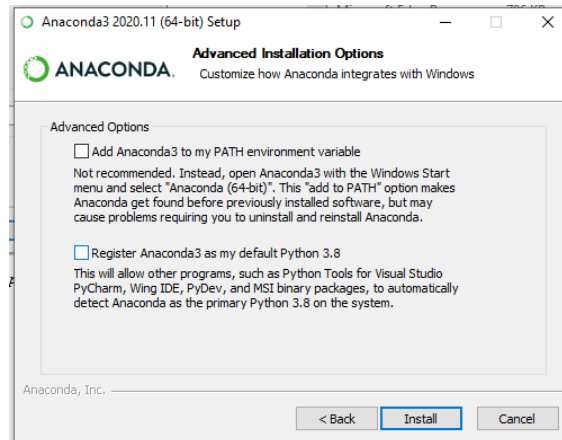 Anaconda3 2020.11 (64-bit) Setup
ANACONDA.
Advanced Installation Options
Customize how Anaconda integrates with Windows
Advanced Options
Add Anaconda3 to my PATH environment variable
Not recommended. Instead, open Anaconda3 with the Windows Start
menu and select "Anaconda (64-bit)". This "add to PATH" option makes
Anaconda get found before previously installed software, but may
cause problems requiring you to uninstall and reinstall Anaconda.
Register Anaconda3 as my default Python 3.8
This will allow other programs, such as Python Tools for Visual Studio
PyCharm, Wing IDE, PyDev, and MSI binary packages, to automatically
detect Anaconda as the primary Python 3.8 on the system.
Anaconda, Inc.
< Back
Install
Cancel